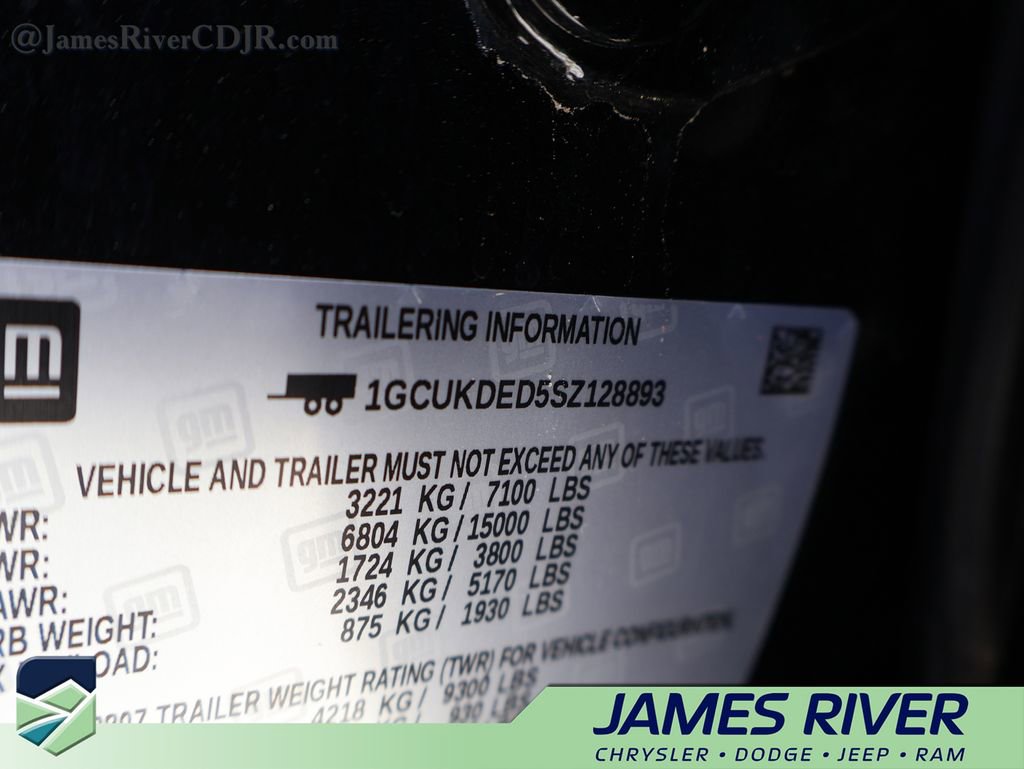 @JamesRiverCDJR.com
TRAILERING INFORMATION
gm
1GCUKDED5SZ128893
VEHICLE AND TRAILER MUST NOT EXCEED ANY OF THESE VALUES.
WR: 3221 KG/ 7100 LBS
WR: 6804 KG/15000 LBS
AWR: 1724 KG/ 3800 LBS
RB WEIGHT: 2346 KG/ 5170 LBS
OAD: 875 KG/ 1930 LBS
TRAILER WEIGHT RATING (TWR) FOR VEHICLE CONFIGURATION.
4218 KG/ 9300 LBS
930 LBS
JAMES RIVER
CHRYSLER • DODGE • JEEP • RAM